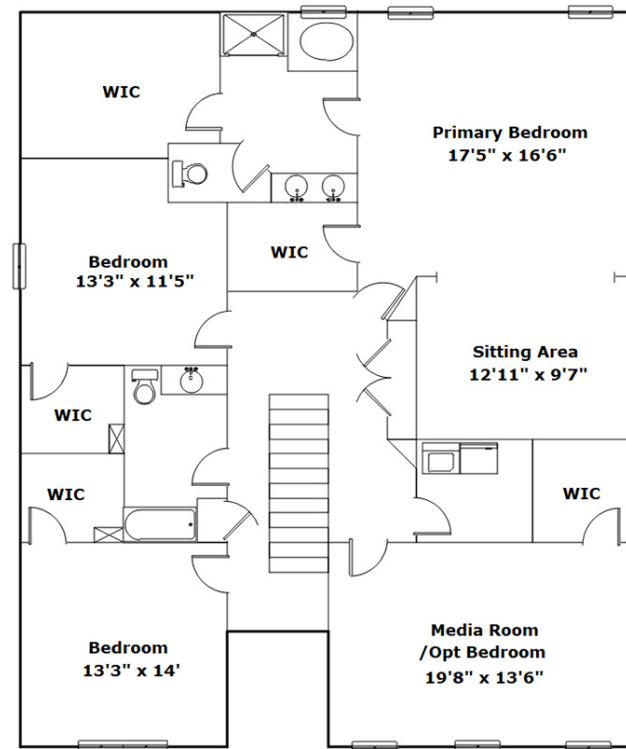 WIC
Primary Bedroom
17'5" x 16'6"
WIC
Bedroom
13'3" x 11'5"
Sitting Area
12'11" x 9'7"
WIC
WIC
WIC
Bedroom
13'3" x 14'
Media Room
/Opt Bedroom
19'8" x 13'6"